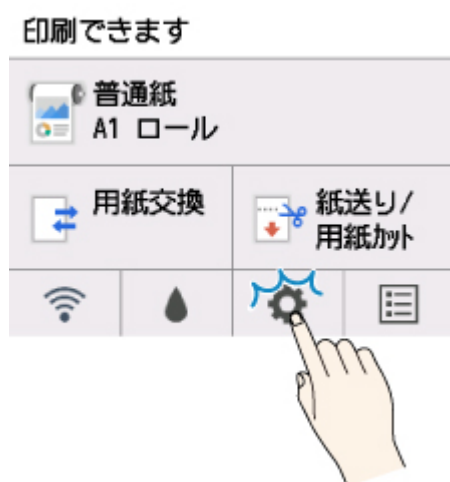 印刷できます
普通紙
A1 ロール
用紙交換
紙送り/
用紙ｶｯﾄ